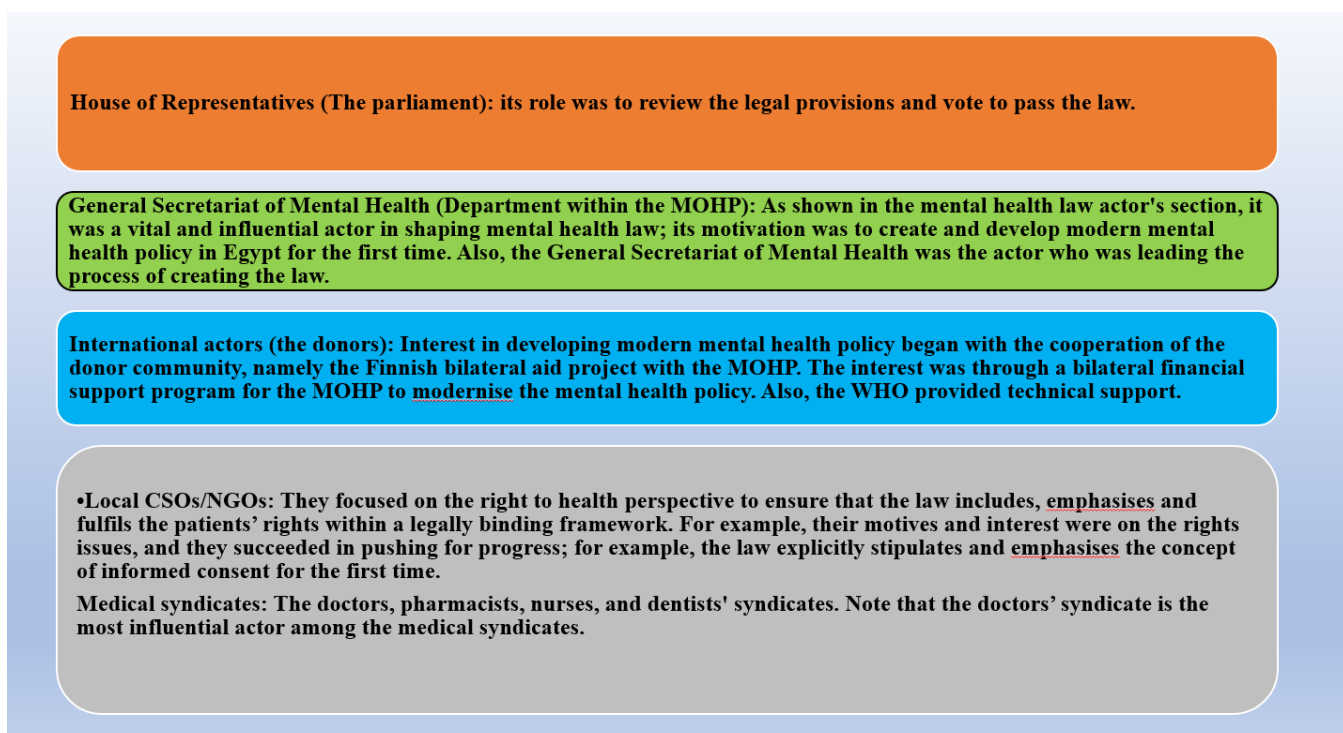 House of Representatives (The parliament): its role was to review the legal provisions and vote to pass the law.
General Secretariat of Mental Health (Department within the MOHP): As shown in the mental health law actor's section, it
was a vital and influential actor in shaping mental health law; its motivation was to create and develop modern mental
health policy in Egypt for the first time. Also, the General Secretariat of Mental Health was the actor who was leading the
process of creating the law.
International actors (the donors): Interest in developing modern mental health policy began with the cooperation of the
donor community, namely the Finnish bilateral aid project with the MOHP. The interest was through a bilateral financial
support program for the MOHP to modernise the mental health policy. Also, the WHO provided technical support.
•Local CSOs/NGOs: They focused on the right to health perspective to ensure that the law includes, emphasises and
fulfils the patients’ rights within a legally binding framework. For example, their motives and interest were on the rights
issues, and they succeeded in pushing for progress; for example, the law explicitly stipulates and emphasises the concept
of informed consent for the first time.
Medical syndicates: The doctors, pharmacists, nurses, and dentists' syndicates. Note that the doctors’ syndicate is the
most influential actor among the medical syndicates.